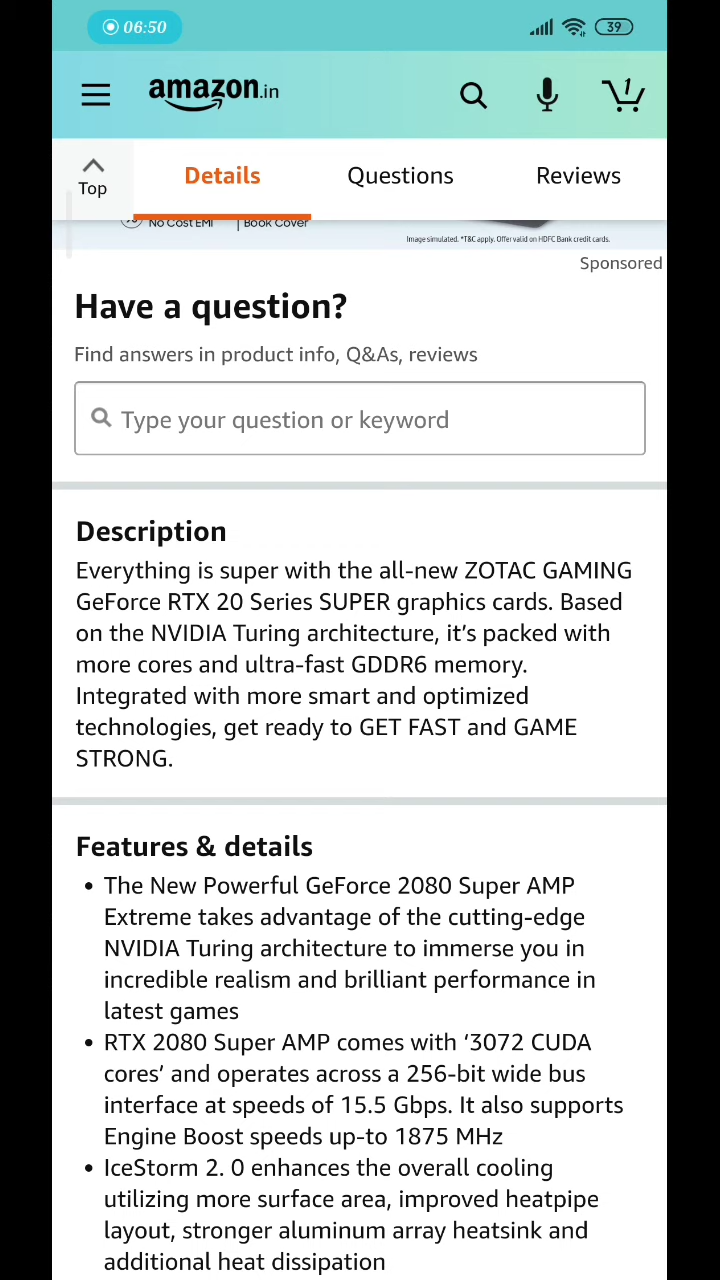 06:50
39
amazon.in
1
Top
Details
Questions
Reviews
No Cost EMI | Book Cover
Image simulated. *T&C apply. Offer valid on HDFC Bank credit cards.
Sponsored
Have a question?
Find answers in product info, Q&As, reviews
Type your question or keyword
Description
Everything is super with the all-new ZOTAC GAMING
GeForce RTX 20 Series SUPER graphics cards. Based
on the NVIDIA Turing architecture, it’s packed with
more cores and ultra-fast GDDR6 memory.
Integrated with more smart and optimized
technologies, get ready to GET FAST and GAME
STRONG.
Features & details
• The New Powerful GeForce 2080 Super AMP
Extreme takes advantage of the cutting-edge
NVIDIA Turing architecture to immerse you in
incredible realism and brilliant performance in
latest games
• RTX 2080 Super AMP comes with ‘3072 CUDA
cores’ and operates across a 256-bit wide bus
interface at speeds of 15.5 Gbps. It also supports
Engine Boost speeds up-to 1875 MHz
• IceStorm 2. 0 enhances the overall cooling
utilizing more surface area, improved heatpipe
layout, stronger aluminum array heatsink and
additional heat dissipation